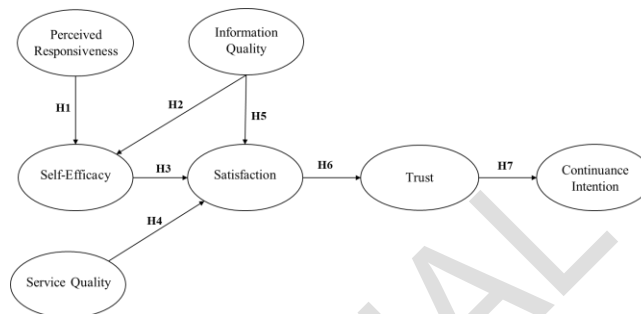 Perceived
Responsiveness
Information
Quality
H1
H2
H5
Self-Efficacy
H3
Satisfaction
H6
Trust
H7
Continuance
Intention
H4
Service Quality